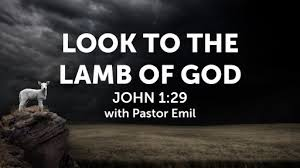 LOOK TO THE
LAMB OF GOD
JOHN 1:29
with Pastor Emil